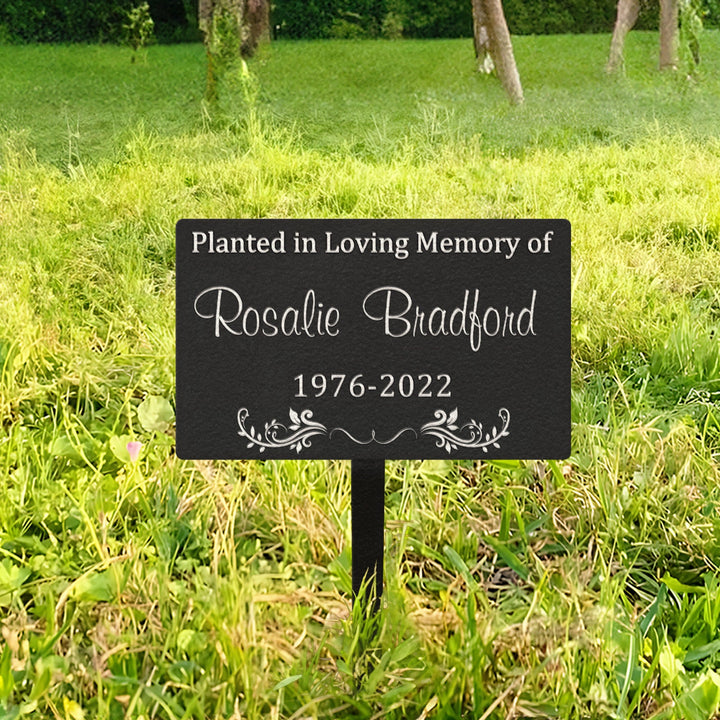 Planted in Loving Memory of
Rosalie Bradford
1976-2022